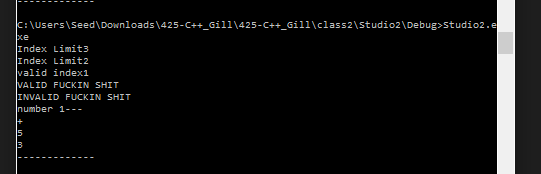 -------------
C:\Users\Seed\Downloads\425-C++_Gill\425-C++_Gill\class2\Studio2\Debug>Studio2.e
xe
Index Limit3
Index Limit2
valid index1
VALID FUCKIN SHIT
INVALID FUCKIN SHIT
number 1---
+
5
3
-------------